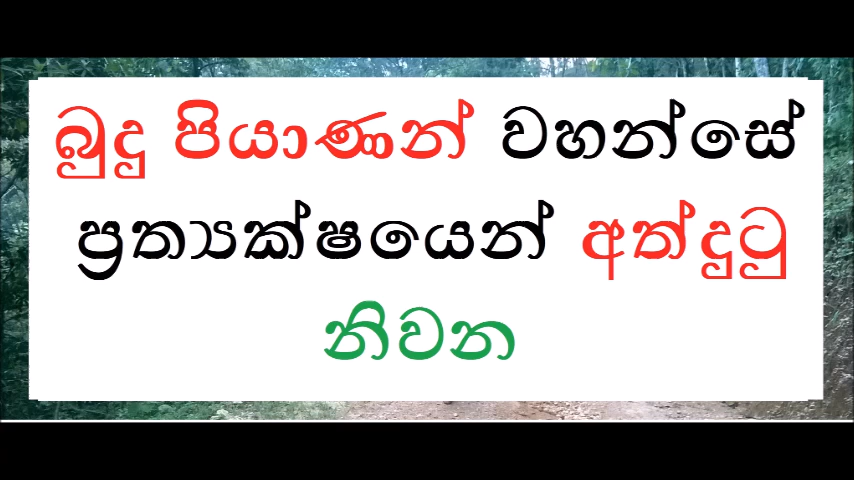 බුදු පියාණන් වහන්සේ
ප්‍රත්‍යක්ෂයෙන් අත්දුටු
නිවන